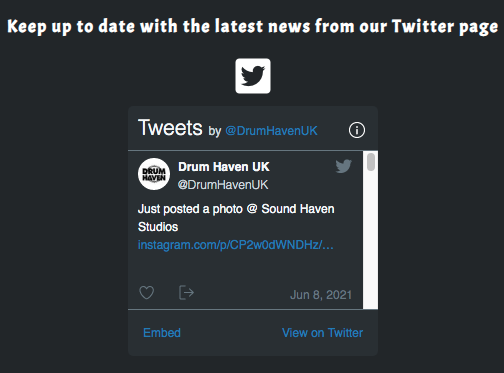 Keep up to date with the latest news from our Twitter page
Tweets by @DrumHavenUK
DRUM
HAVEN
Drum Haven UK
@DrumHavenUK
Just posted a photo @ Sound Haven
Studios
instagram.com/p/CP2w0dWNDHz/…
Jun 8, 2021
Embed
View on Twitter